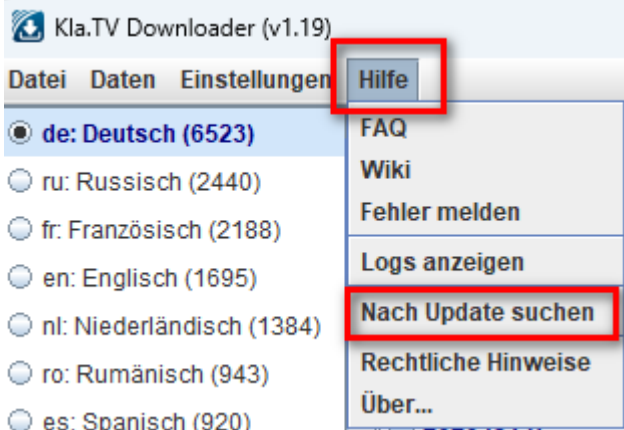 Kla.TV Downloader (v1.19)
Datei Daten Einstellungen Hilfe
de: Deutsch (6523)
ru: Russisch (2440)
fr: Französisch (2188)
en: Englisch (1695)
nl: Niederländisch (1384)
ro: Rumänisch (943)
es: Spanisch (920)
FAQ
Wiki
Fehler melden
Logs anzeigen
Nach Update suchen
Rechtliche Hinweise
Über...